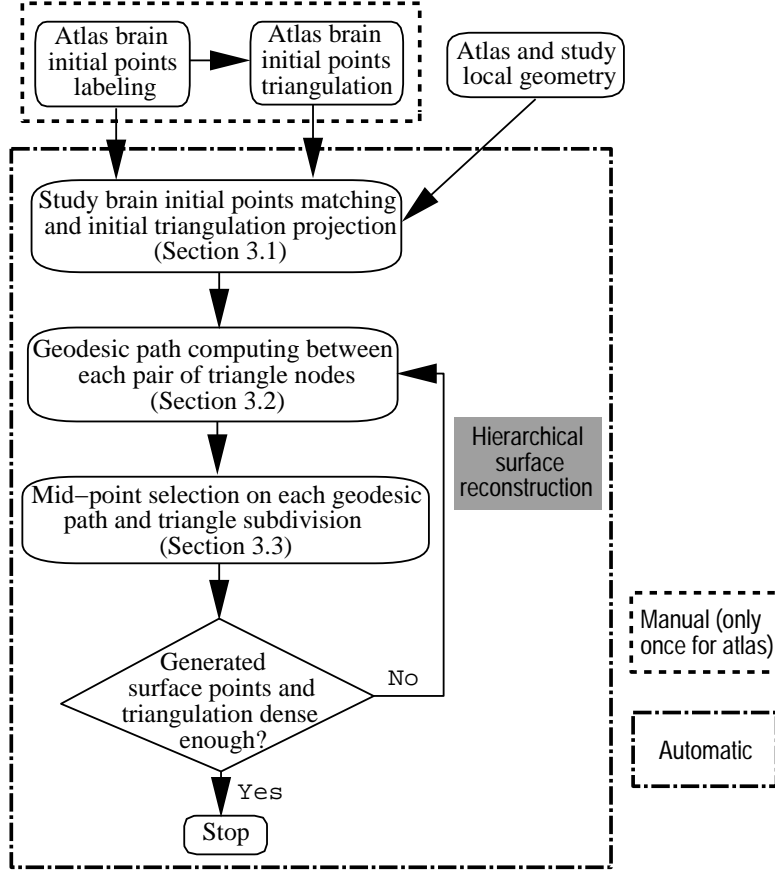 Atlas brain
initial points
labeling
Atlas brain
initial points
triangulation
Atlas and study
local geometry
Study brain initial points matching
and initial triangulation projection
(Section 3.1)
Geodesic path computing between
each pair of triangle nodes
(Section 3.2)
Hierarchical
surface
reconstruction
Mid−point selection on each geodesic
path and triangle subdivision
(Section 3.3)
Generated
surface points and
triangulation dense
enough?
No
Yes
Stop
Manual (only
once for atlas)
Automatic